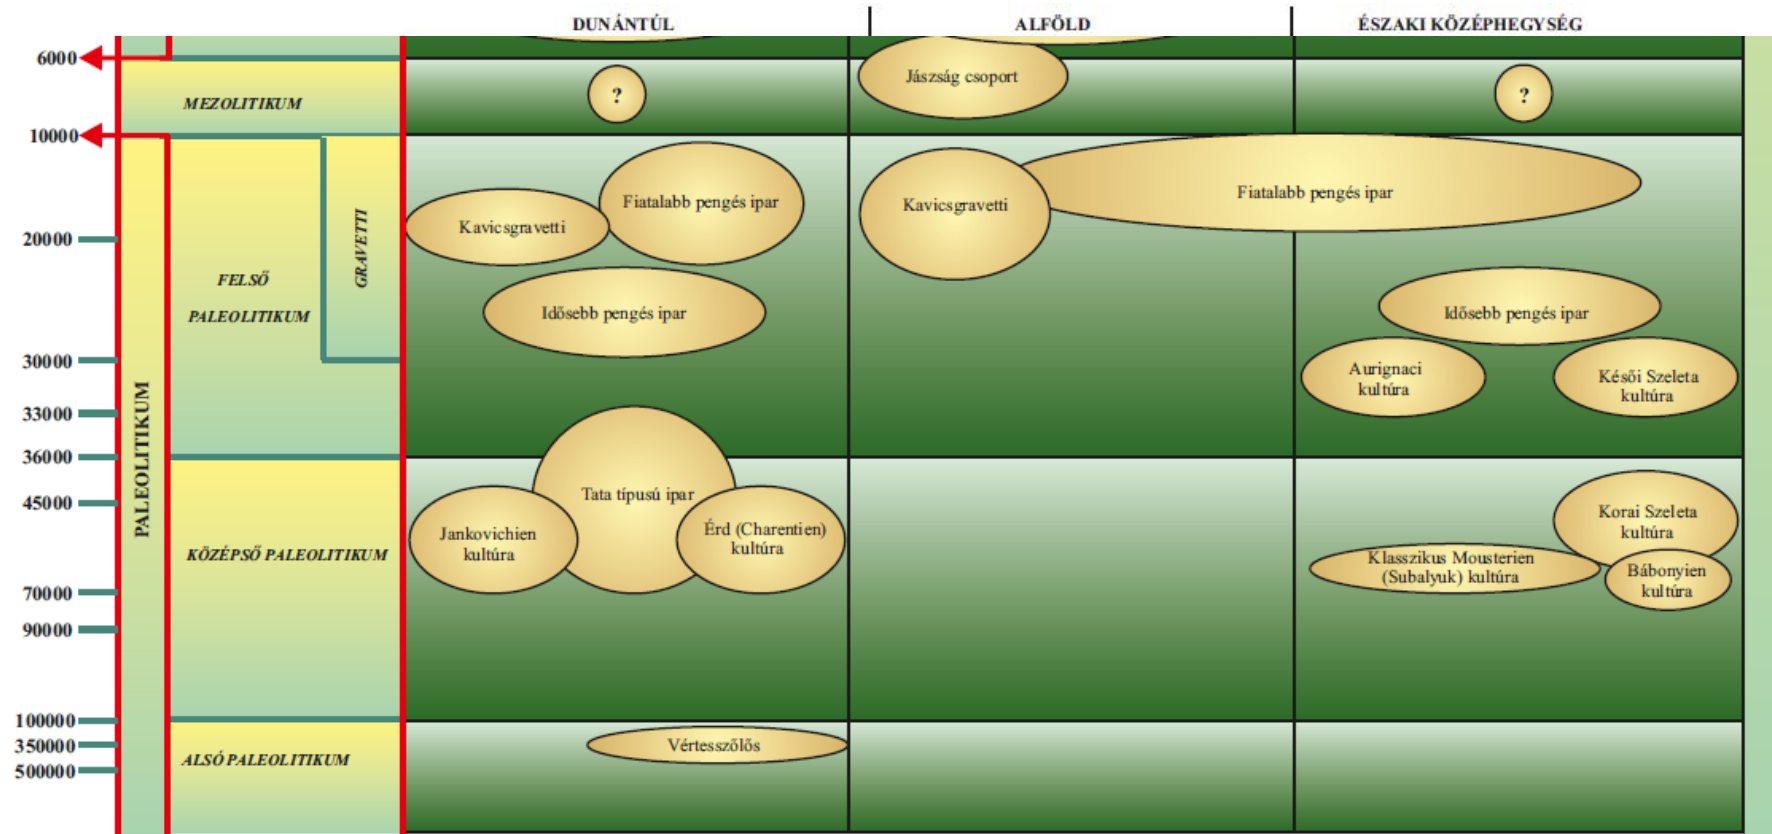 DUNÁNTÚL
ALFÖLD
ÉSZAKI KÖZÉPHEGYSÉG
6000
MEZOLITIKUM
?
Jászság csoport
?
10000
PALEOLITIKUM
FELSŐ
PALEOLITIKUM
GRAVETTI
20000
30000
33000
Kavicsgravetti
Fiatalabb pengés ipar
Idősebb pengés ipar
Kavicsgravetti
Fiatalabb pengés ipar
Idősebb pengés ipar
Aurignaci
kultúra
Késői Szeleta
kultúra
36000
45000
KÖZÉPSŐ PALEOLITIKUM
70000
90000
Tata típusú ipar
Jankovichien
kultúra
Érd (Charentien)
kultúra
Korai Szeleta
kultúra
Klasszikus Mousterien
(Subalyuk) kultúra
Bábonyien
kultúra
100000
350000
ALSÓ PALEOLITIKUM
500000
Vértesszőlős